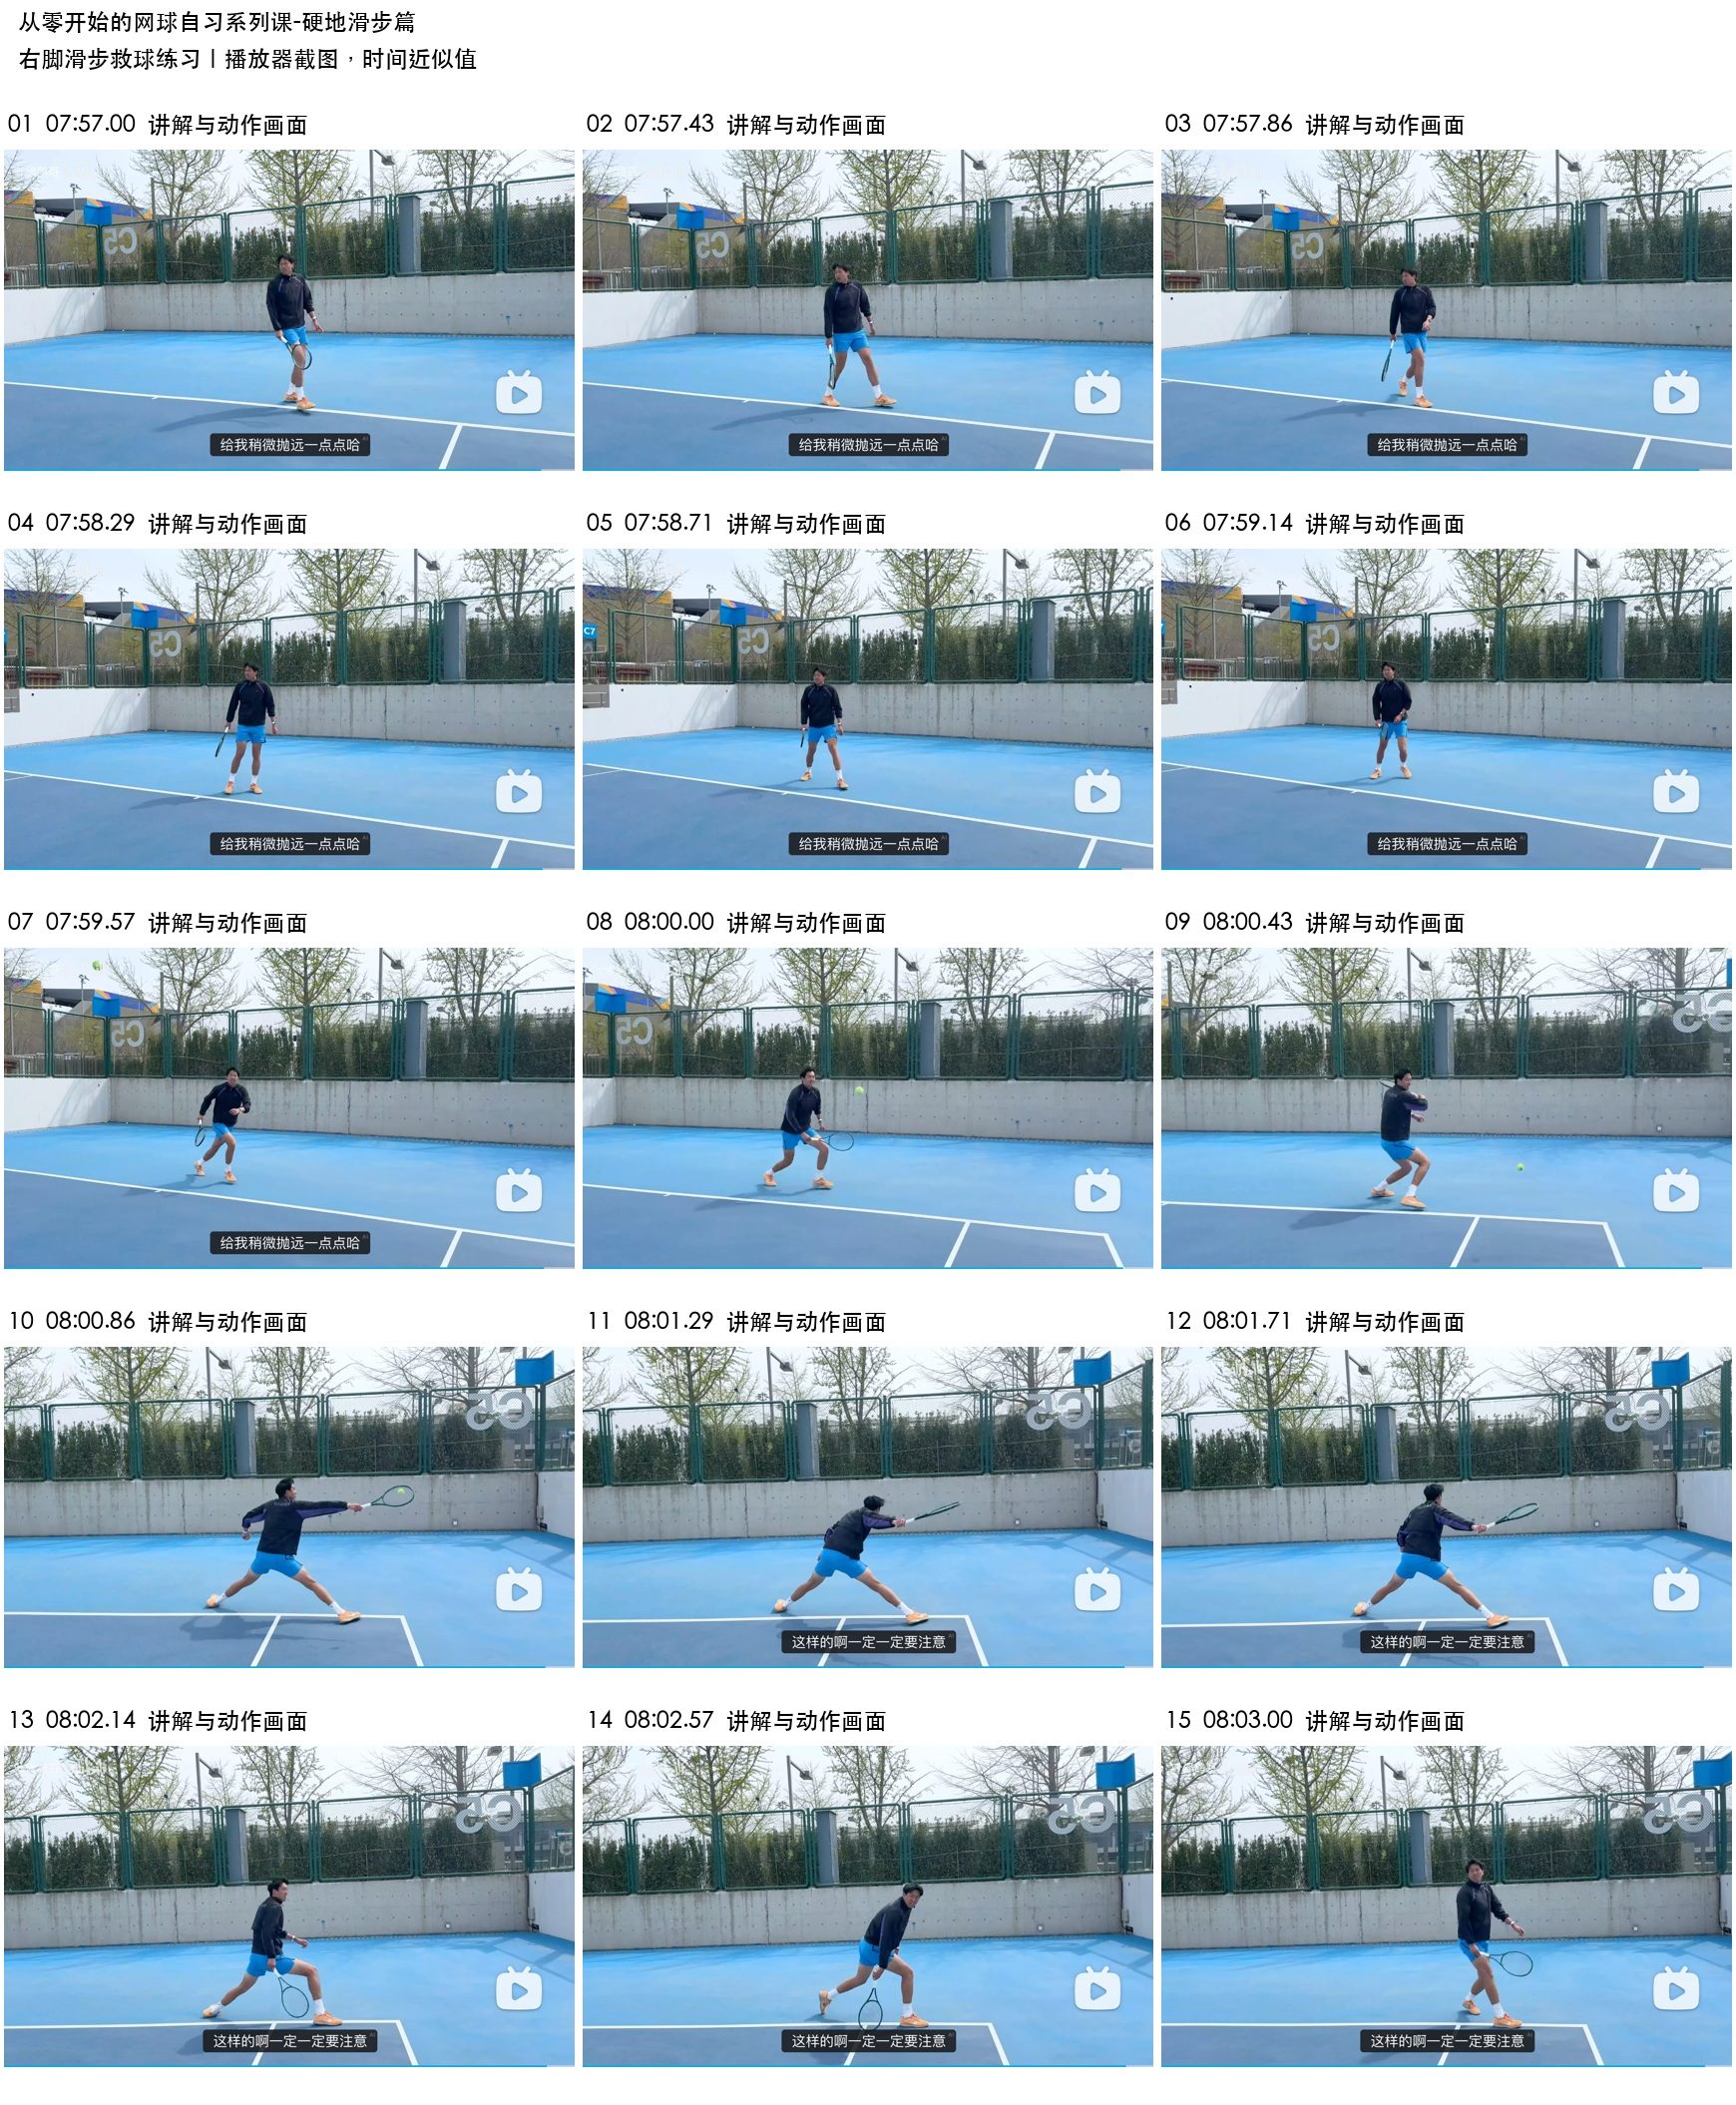 从零开始的网球自习系列课-硬地滑步篇
右脚滑步救球练习丨播放器截图，时间近似值
01 07:57.00 讲解与动作画面
02 07:57.43 讲解与动作画面
03 07:57.86 讲解与动作画面
C5
C5
C5
给我稍微抛远一点点哈
给我稍微抛远一点点哈
给我稍微抛远一点点哈
04 07:58.29 讲解与动作画面
05 07:58.71 讲解与动作画面
06 07:59.14 讲解与动作画面
C5
C7
C5
C5
给我稍微抛远一点点哈
给我稍微抛远一点点哈
给我稍微抛远一点点哈
07 07:59.57 讲解与动作画面
08 08:00.00 讲解与动作画面
09 08:00.43 讲解与动作画面
C5
C5
C5
给我稍微抛远一点点哈
10 08:00.86 讲解与动作画面
11 08:01.29 讲解与动作画面
12 08:01.71 讲解与动作画面
C5
C5
C5
这样的啊一定一定要注意
这样的啊一定一定要注意
13 08:02.14 讲解与动作画面
14 08:02.57 讲解与动作画面
15 08:03.00 讲解与动作画面
C5
C5
C5
这样的啊一定一定要注意
这样的啊一定一定要注意
这样的啊一定一定要注意